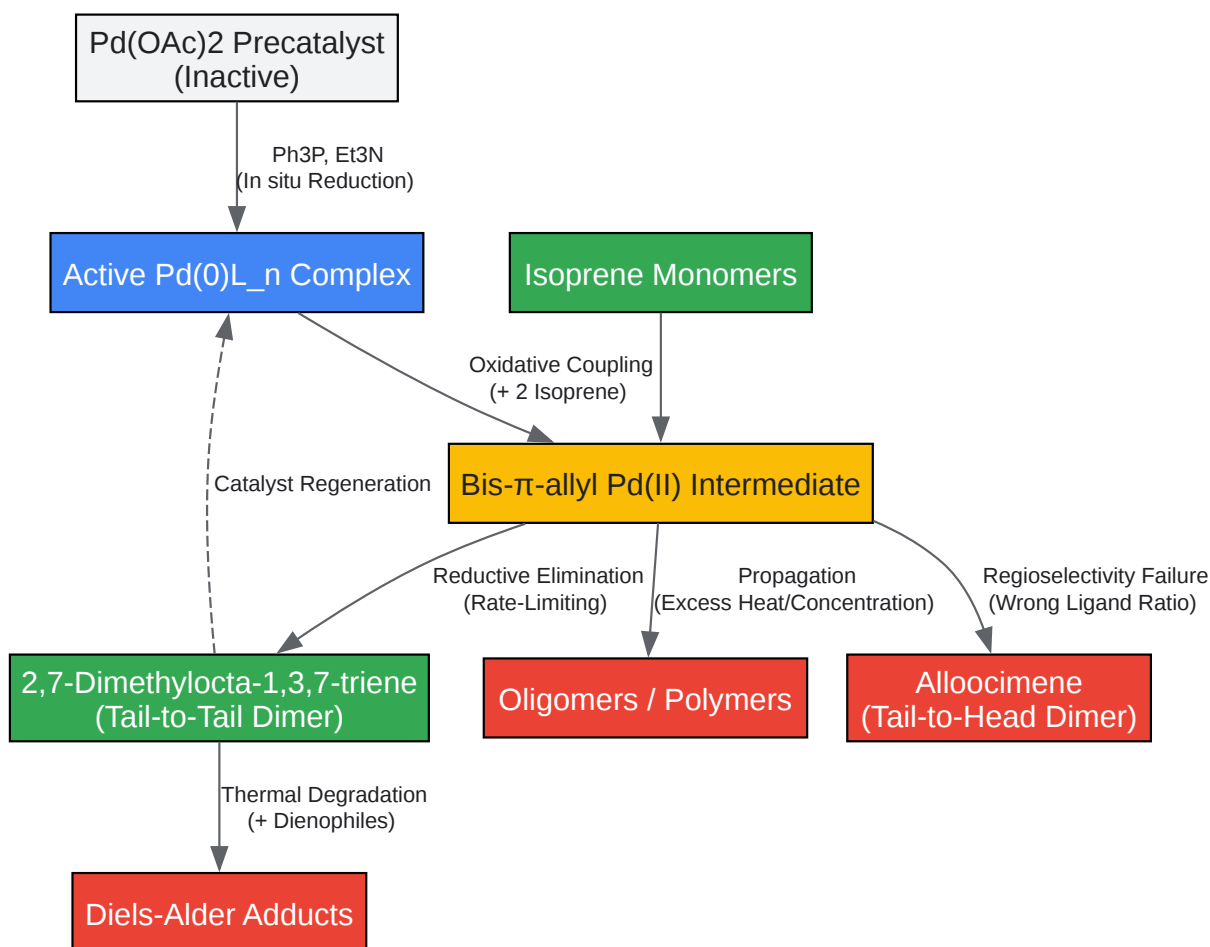 Pd(OAc)2 Precatalyst
(Inactive)
Ph3P, Et3N
(In situ Reduction)
Active Pd(0)L_n Complex
Isoprene Monomers
Oxidative Coupling
(+ 2 Isoprene)
Catalyst Regeneration
Bis-π-allyl Pd(II) Intermediate
Reductive Elimination
(Rate-Limiting)
Propagation
(Excess Heat/Concentration)
Regioselectivity Failure
(Wrong Ligand Ratio)
2,7-Dimethylocta-1,3,7-triene
(Tail-to-Tail Dimer)
Oligomers / Polymers
Alloocimene
(Tail-to-Head Dimer)
Thermal Degradation
(+ Dienophiles)
Diels-Alder Adducts